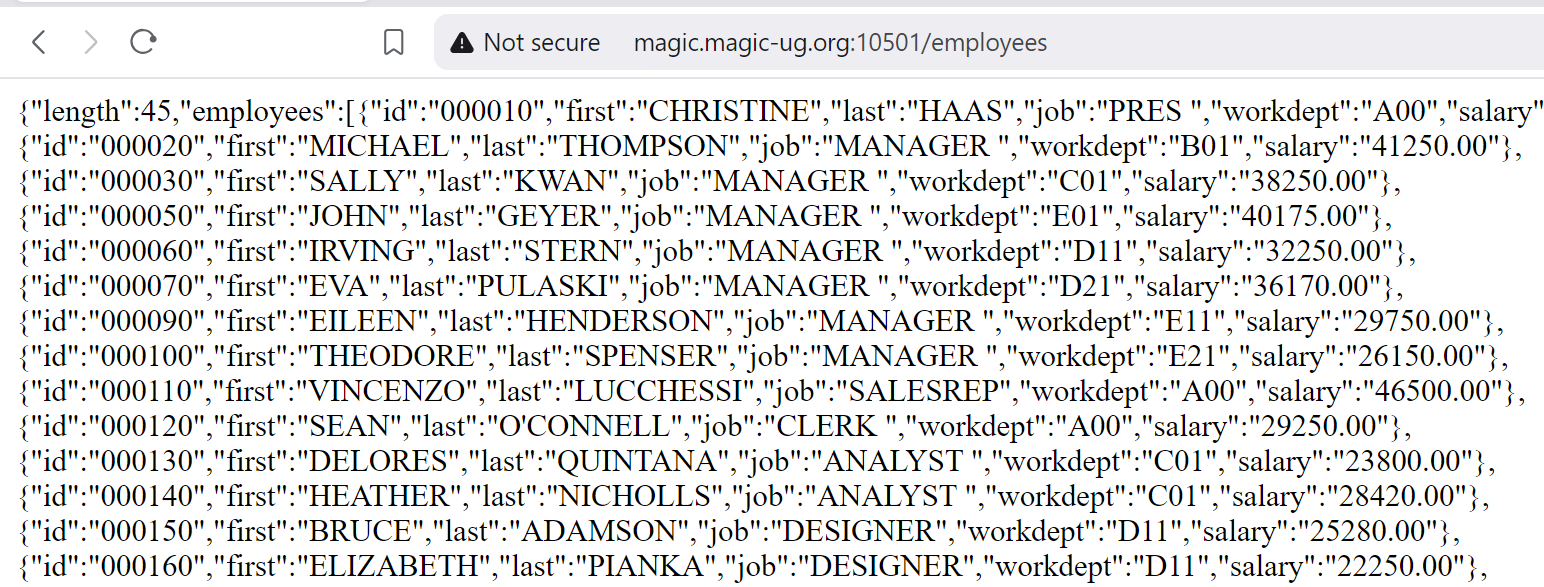 Not secure magic.magic-ug.org:10501/employees
{"length":45,"employees":[{"id":"000010","first":"CHRISTINE","last":"HAAS","job":"PRES ","workdept":"A00","salary"
{"id":"000020","first":"MICHAEL","last":"THOMPSON","job":"MANAGER ","workdept":"B01","salary":"41250.00"},
{"id":"000030","first":"SALLY","last":"KWAN","job":"MANAGER ","workdept":"C01","salary":"38250.00"},
{"id":"000050","first":"JOHN","last":"GEYER","job":"MANAGER ","workdept":"E01","salary":"40175.00"},
{"id":"000060","first":"IRVING","last":"STERN","job":"MANAGER ","workdept":"D11","salary":"32250.00"},
{"id":"000070","first":"EVA","last":"PULASKI","job":"MANAGER ","workdept":"D21","salary":"36170.00"},
{"id":"000090","first":"EILEEN","last":"HENDERSON","job":"MANAGER ","workdept":"E11","salary":"29750.00"},
{"id":"000100","first":"THEODORE","last":"SPENSER","job":"MANAGER ","workdept":"E21","salary":"26150.00"},
{"id":"000110","first":"VINCENZO","last":"LUCCHESSI","job":"SALESREP","workdept":"A00","salary":"46500.00"},
{"id":"000120","first":"SEAN","last":"O'CONNELL","job":"CLERK ","workdept":"A00","salary":"29250.00"},
{"id":"000130","first":"DELORES","last":"QUINTANA","job":"ANALYST ","workdept":"C01","salary":"23800.00"},
{"id":"000140","first":"HEATHER","last":"NICHOLLS","job":"ANALYST ","workdept":"C01","salary":"28420.00"},
{"id":"000150","first":"BRUCE","last":"ADAMSON","job":"DESIGNER","workdept":"D11","salary":"25280.00"},
{"id":"000160","first":"ELIZABETH","last":"PIANKA","job":"DESIGNER","workdept":"D11","salary":"22250.00"},